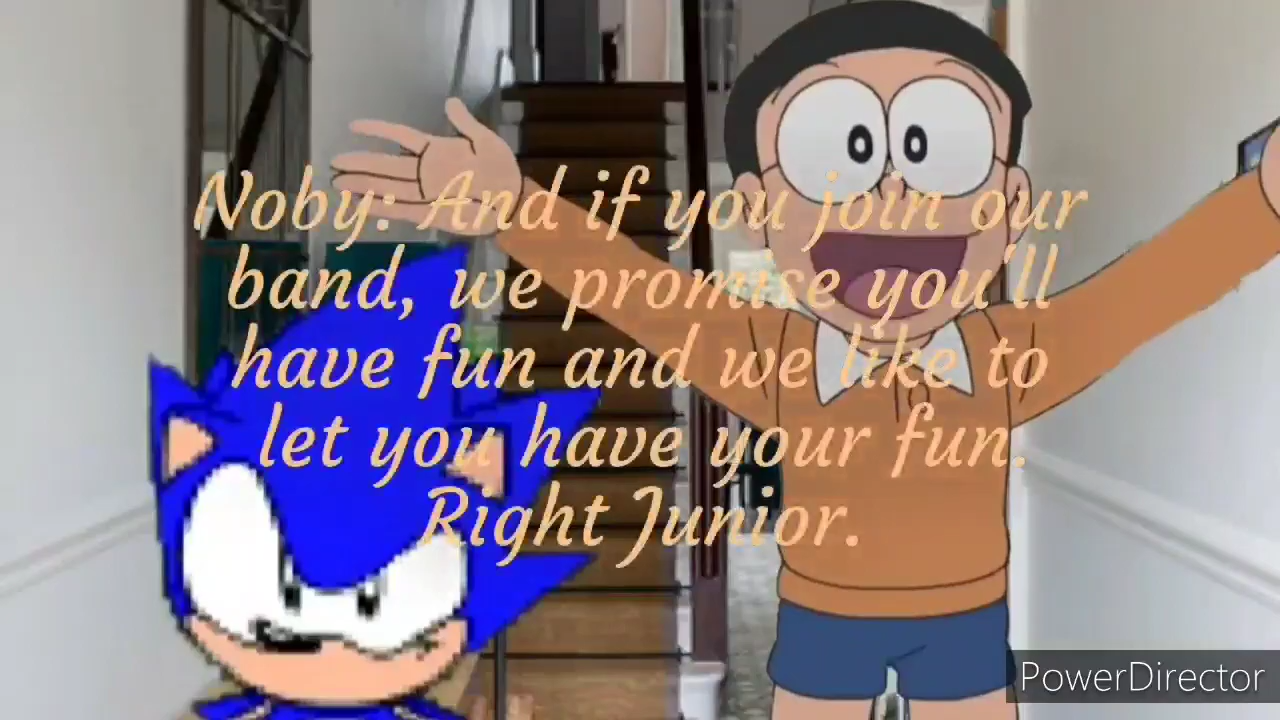 Noby: And if you join our
band, we promise you'll
have fun and we like to
let you have your fun.
Right Junior.
PowerDirector